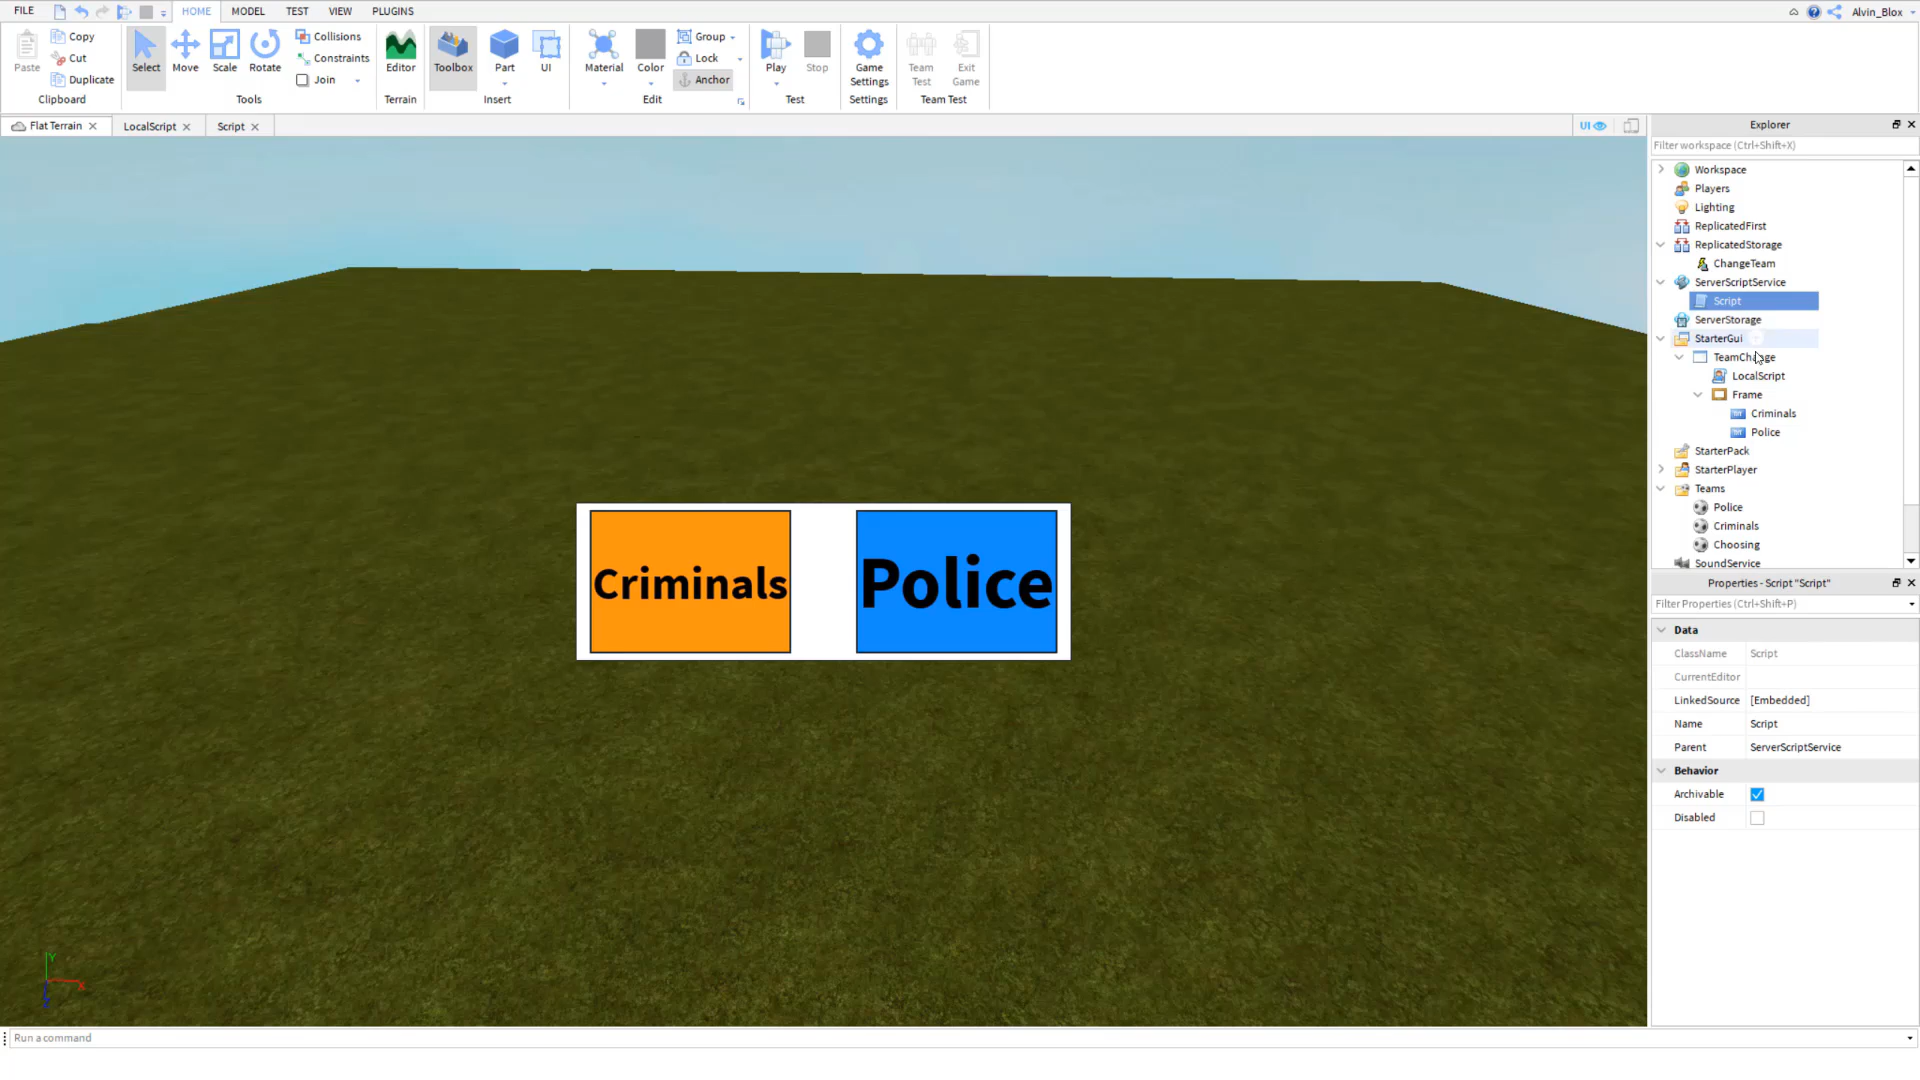 FILE HOME MODEL TEST VIEW PLUGINS Alvin_Blox
Paste Copy Cut Duplicate Clipboard
Select Move Scale Rotate Collisions Constraints Join Tools
Editor Terrain
Toolbox Part UI Insert
Material Color Group Lock Anchor Edit
Play Stop Test
Game Settings Settings
Team Test Exit Game Team Test
Flat Terrain LocalScript Script UI
Explorer
Filter workspace (Ctrl+Shift+X)
Workspace
Players
Lighting
ReplicatedFirst
ReplicatedStorage
ChangeTeam
ServerScriptService
Script
ServerStorage
StarterGui
TeamChange
LocalScript
Frame
Criminals
Police
StarterPack
StarterPlayer
Teams
Police
Criminals
Choosing
SoundService
Criminals Police
Properties - Script "Script"
Filter Properties (Ctrl+Shift+P)
Data
ClassName Script
CurrentEditor
LinkedSource [Embedded]
Name Script
Parent ServerScriptService
Behavior
Archivable
Disabled
Y
X
Z
Run a command